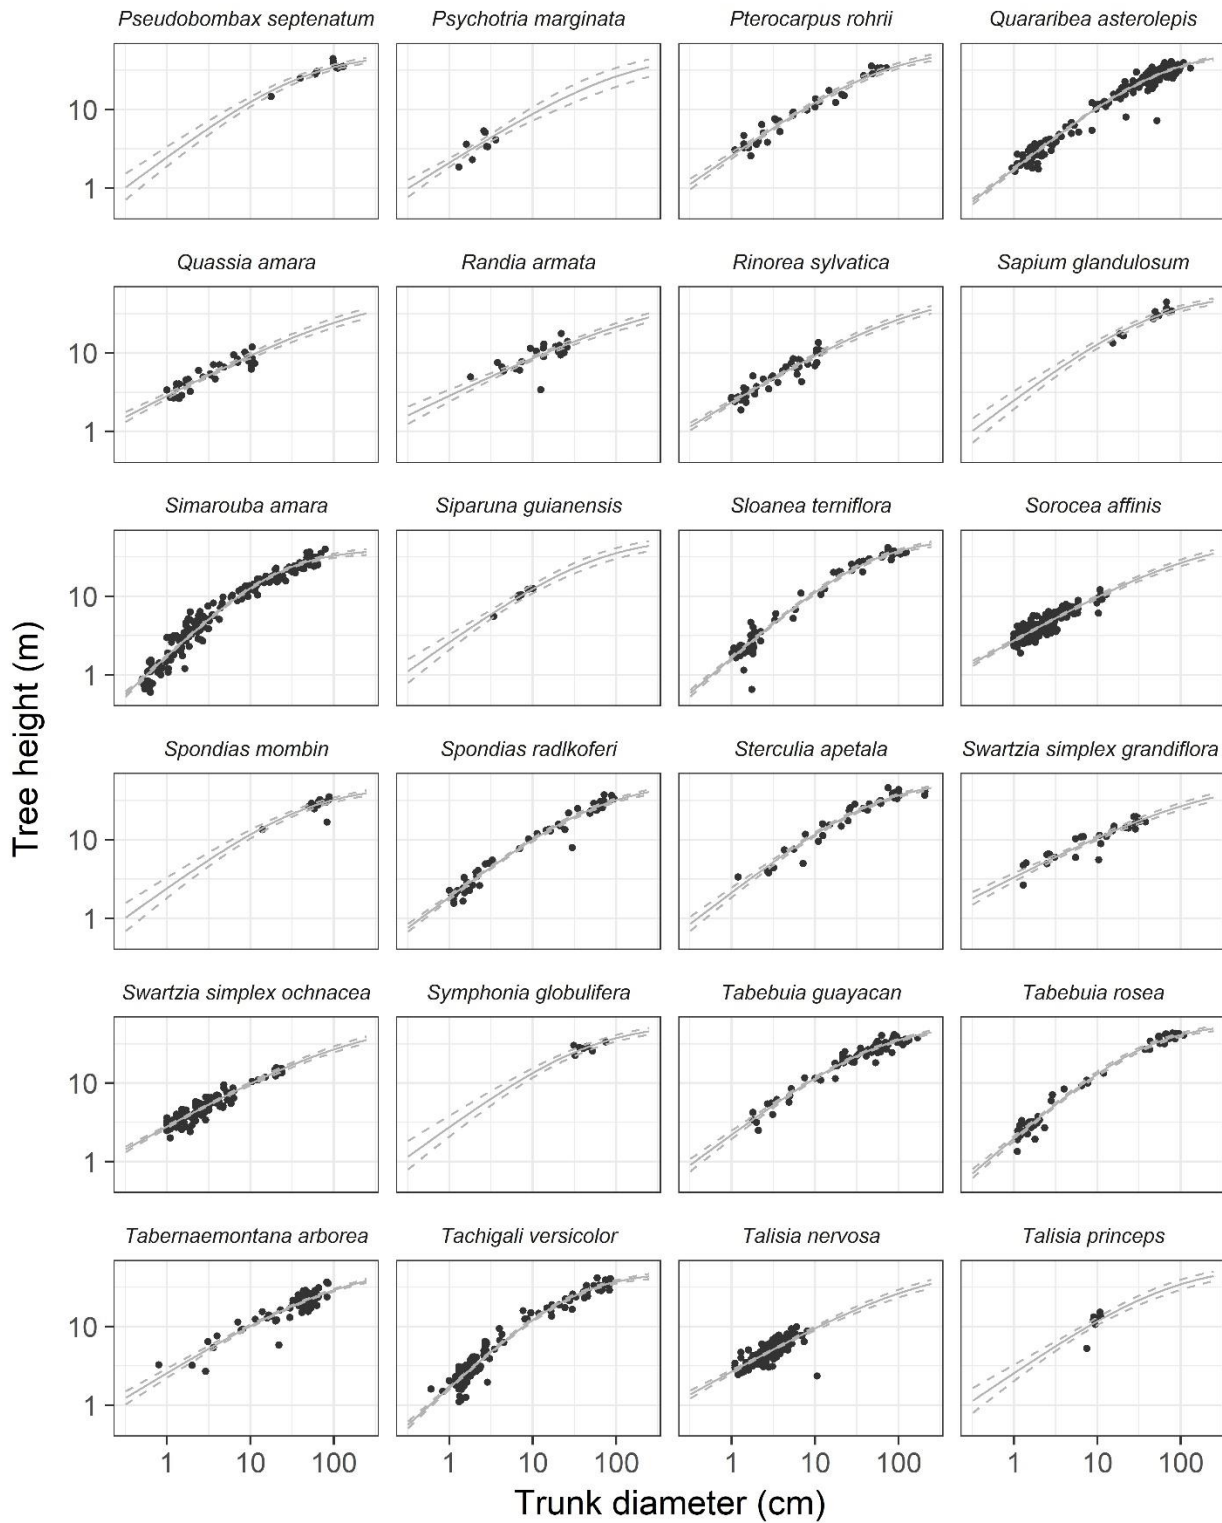 Pseudobombax septenatum
Psychotria marginata
Pterocarpus rohrii
Quararibea asterolepis
10
1
Quassia amara
Randia armata
Rinorea sylvatica
Sapium glandulosum
10
1
Simarouba amara
Siparuna guianensis
Sloanea terniflora
Sorocea affinis
10
1
Tree height (m)
Spondias mombin
Spondias radlkoferi
Sterculia apetala
Swartzia simplex grandiflora
10
1
Swartzia simplex ochnacea
Symphonia globulifera
Tabebuia guayacan
Tabebuia rosea
10
1
Tabernaemontana arborea
Tachigali versicolor
Talisia nervosa
Talisia princeps
10
1
1 10 100
1 10 100
1 10 100
1 10 100
Trunk diameter (cm)